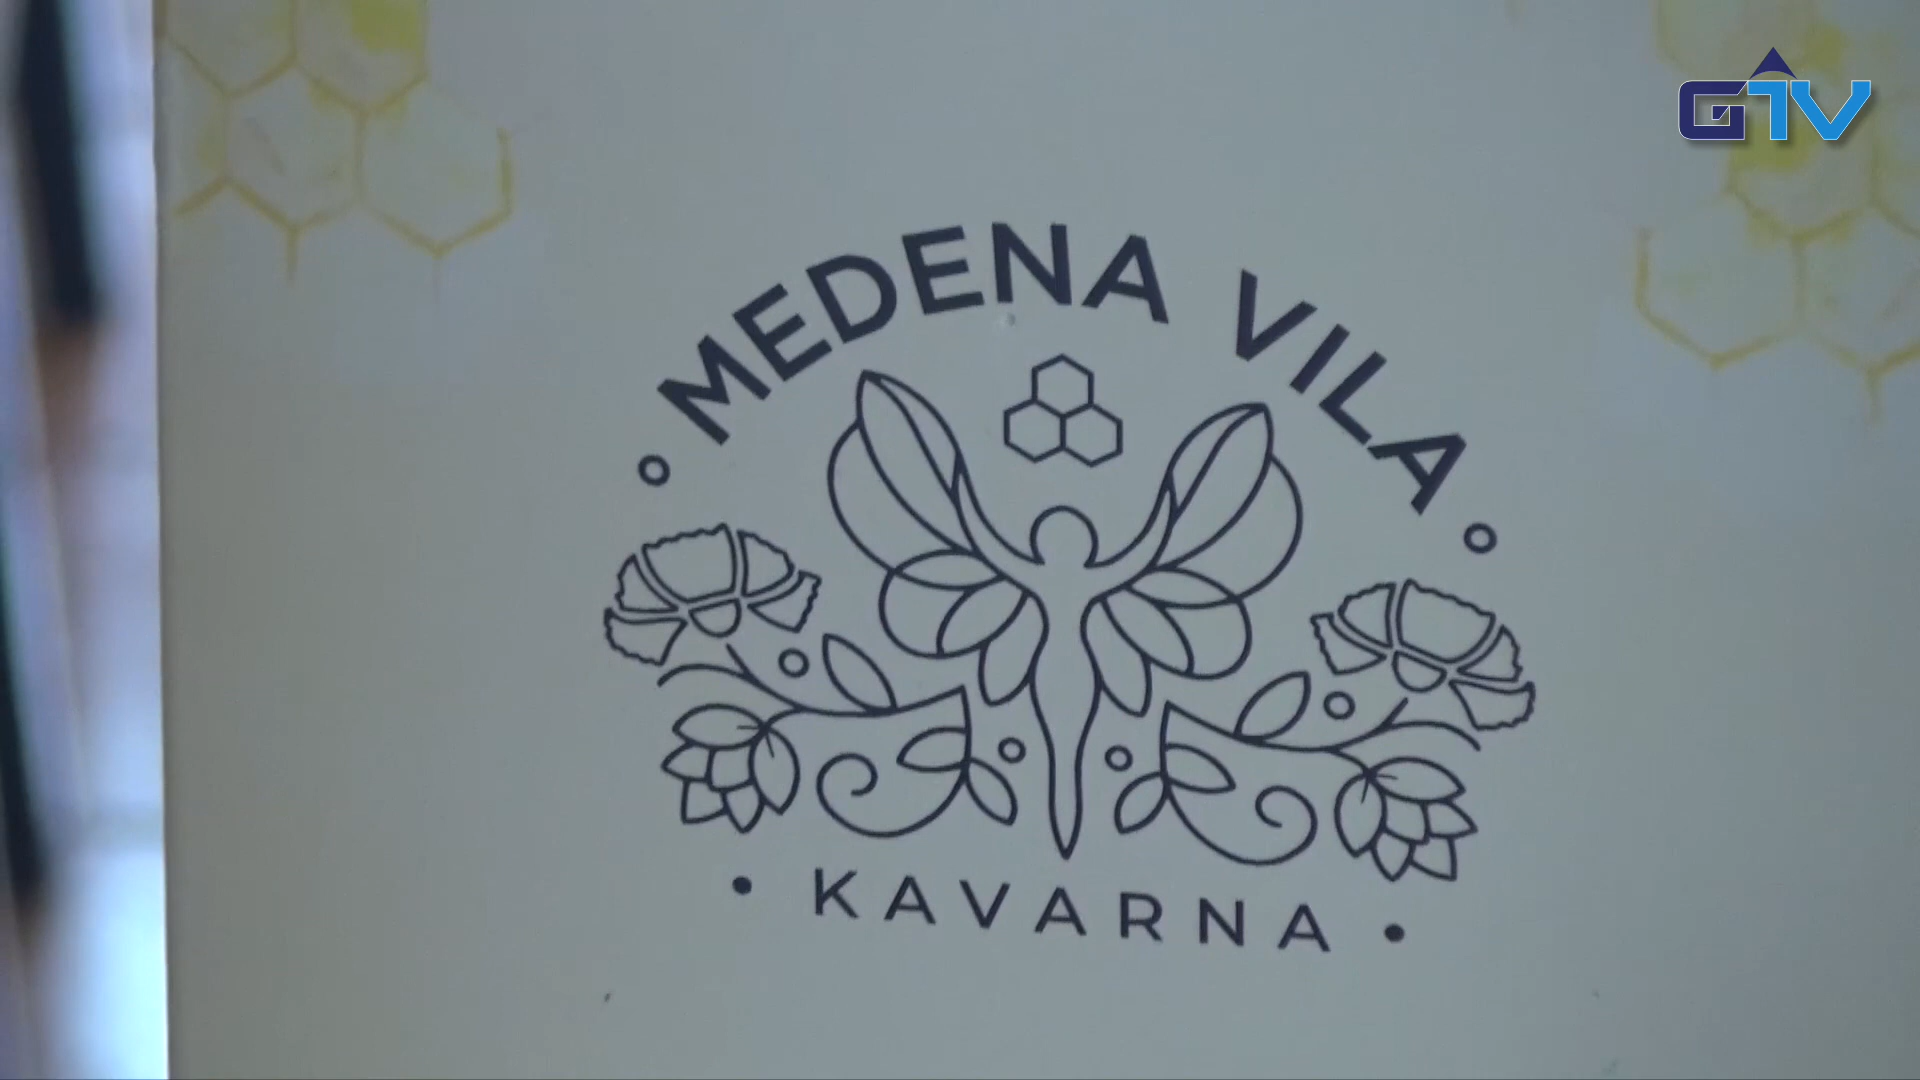 GTV
• MEDENA VILA •
• KAVARNA •